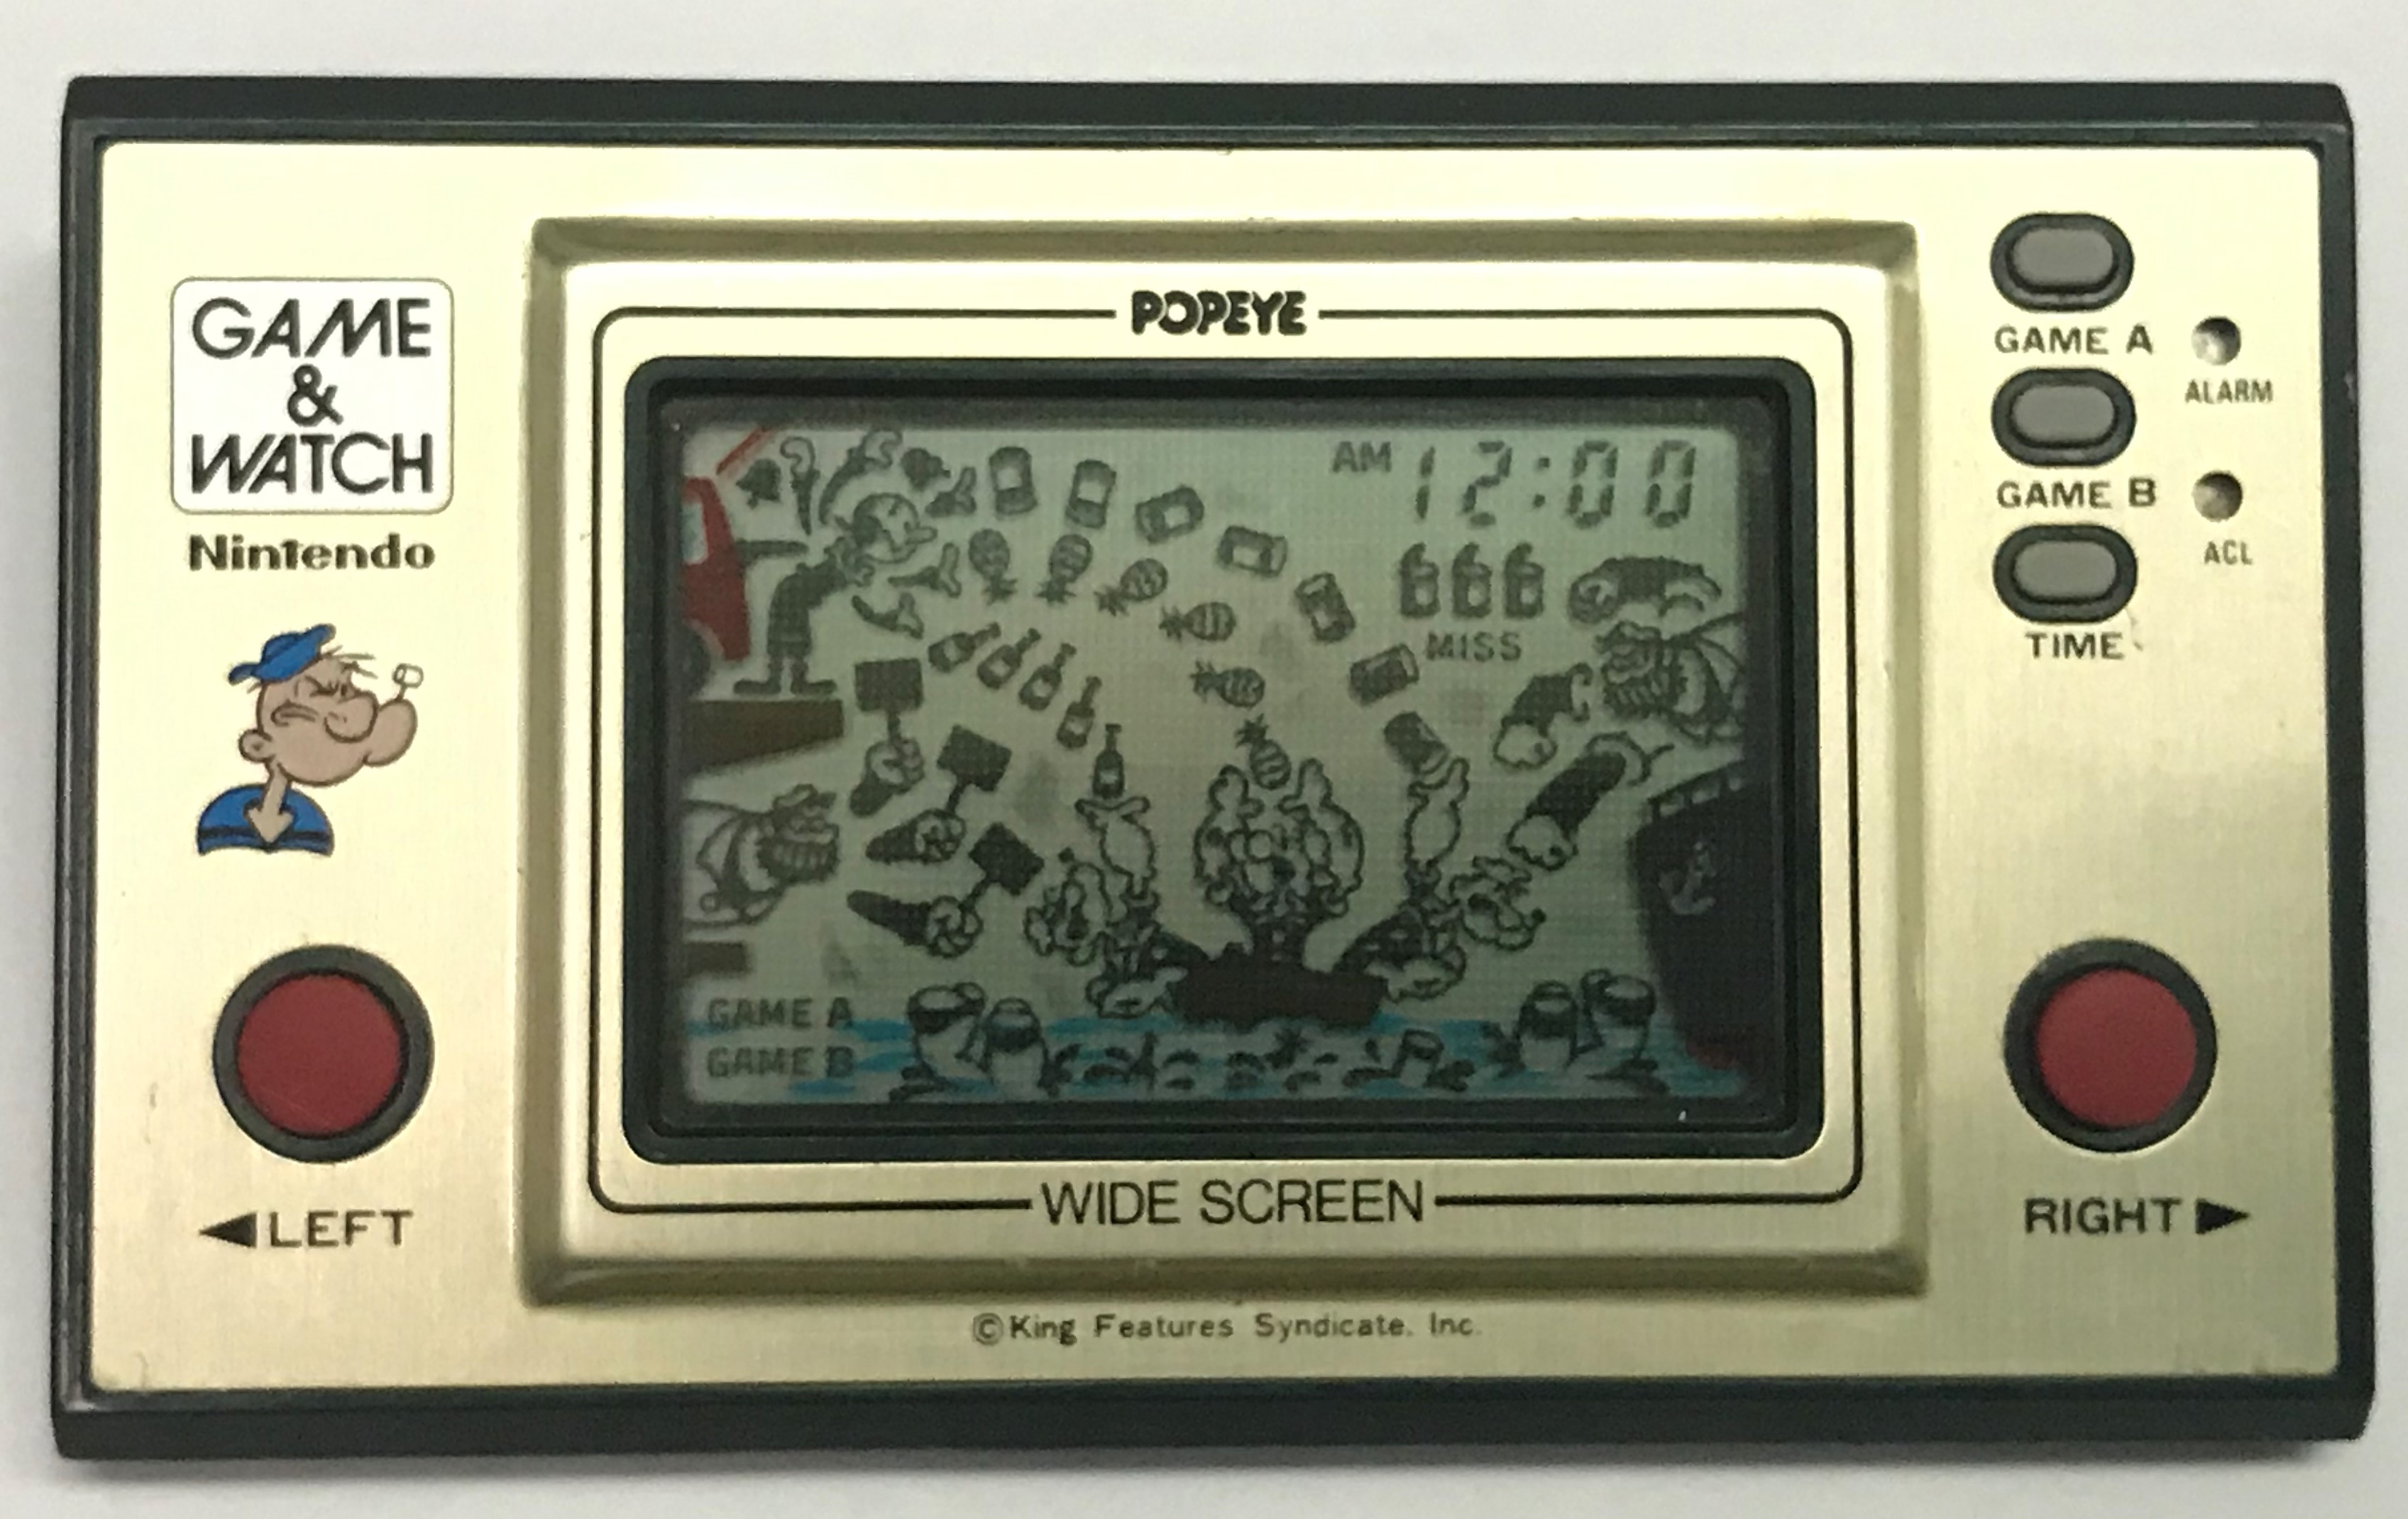 GAME
&
WATCH
Nintendo
POPEYE
AM 12:00
MISS
GAME A
GAME B
WIDE SCREEN
©King Features Syndicate. Inc.
◀LEFT
GAME A
ALARM
GAME B
ACL
TIME
RIGHT▶